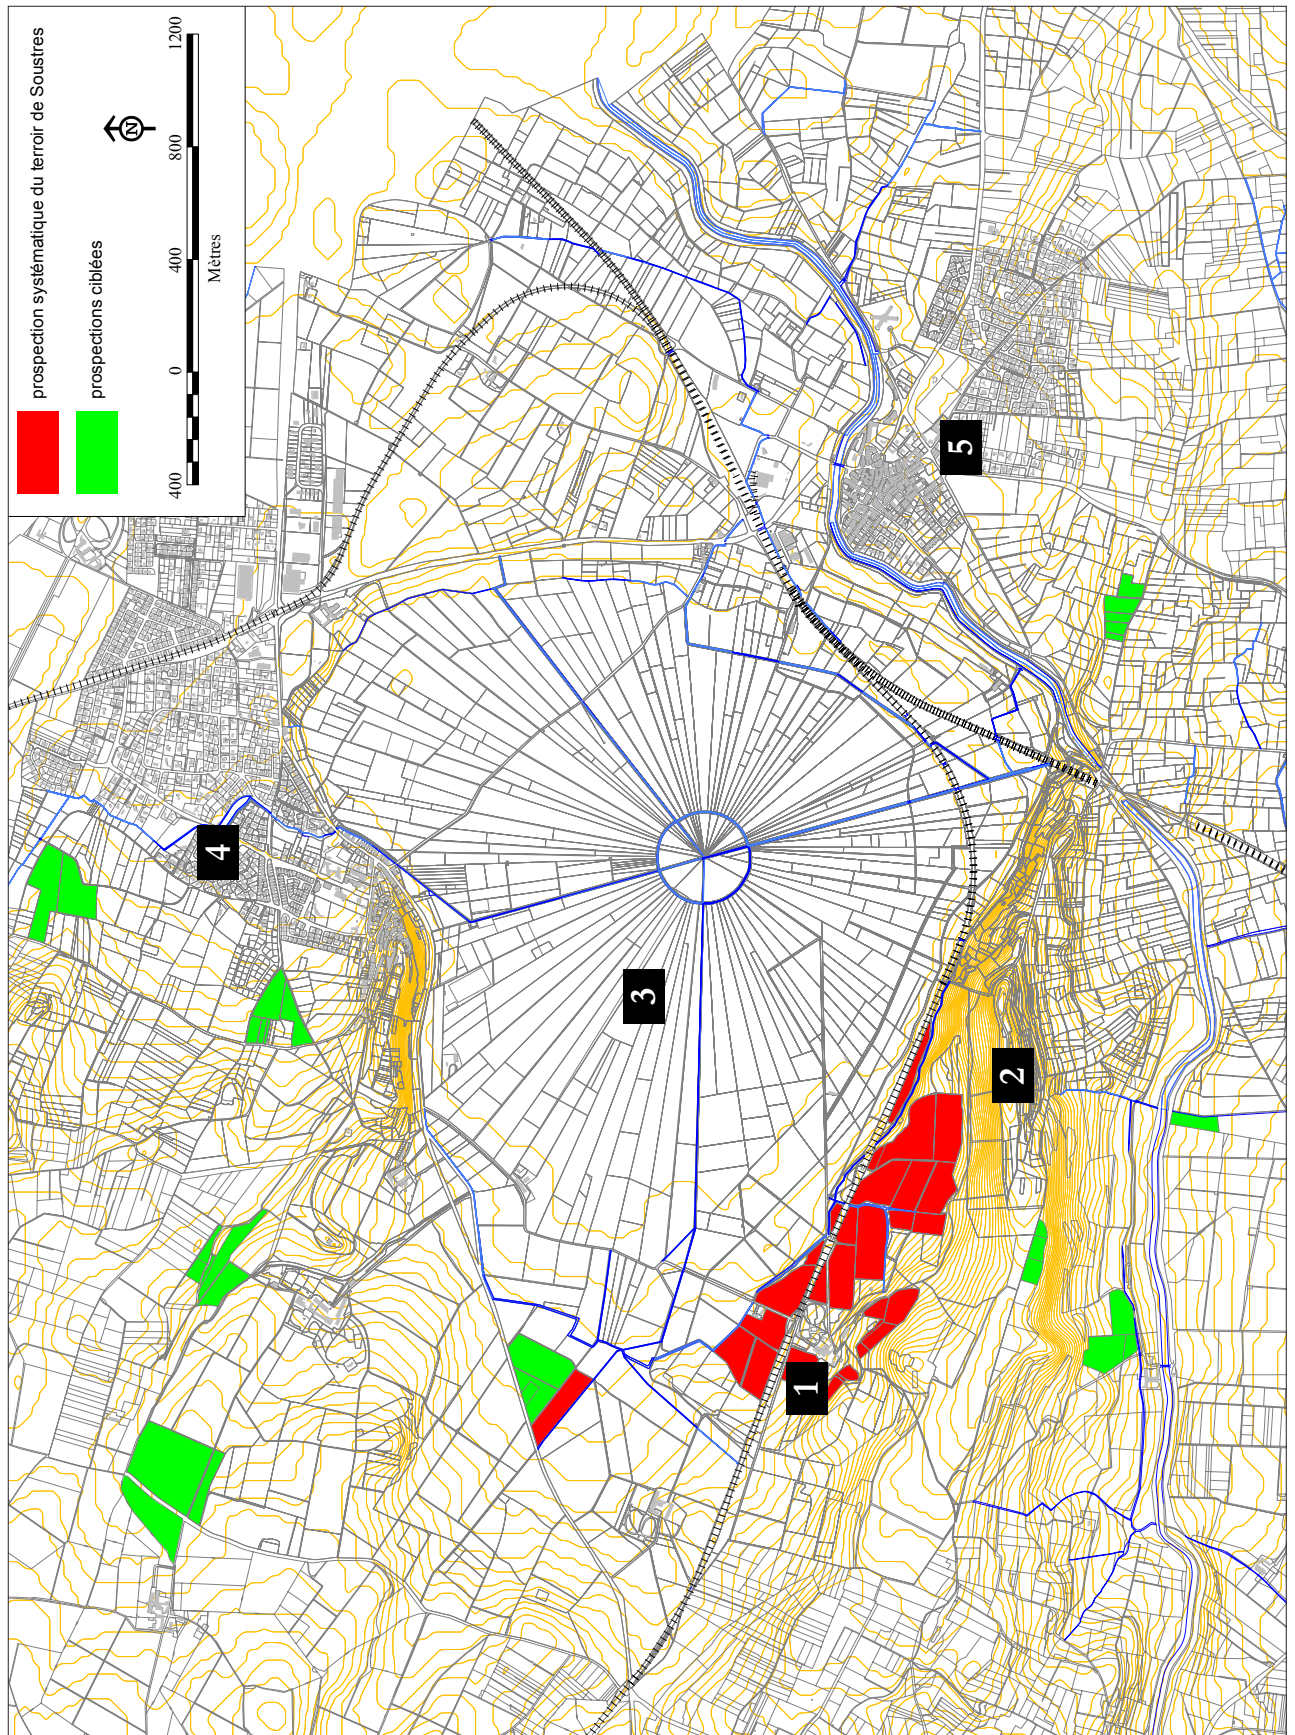 prospection systématique du terroir de Soustres
prospections ciblées
N
400 0 400 800 1200
Mètres
4
3
5
2
1